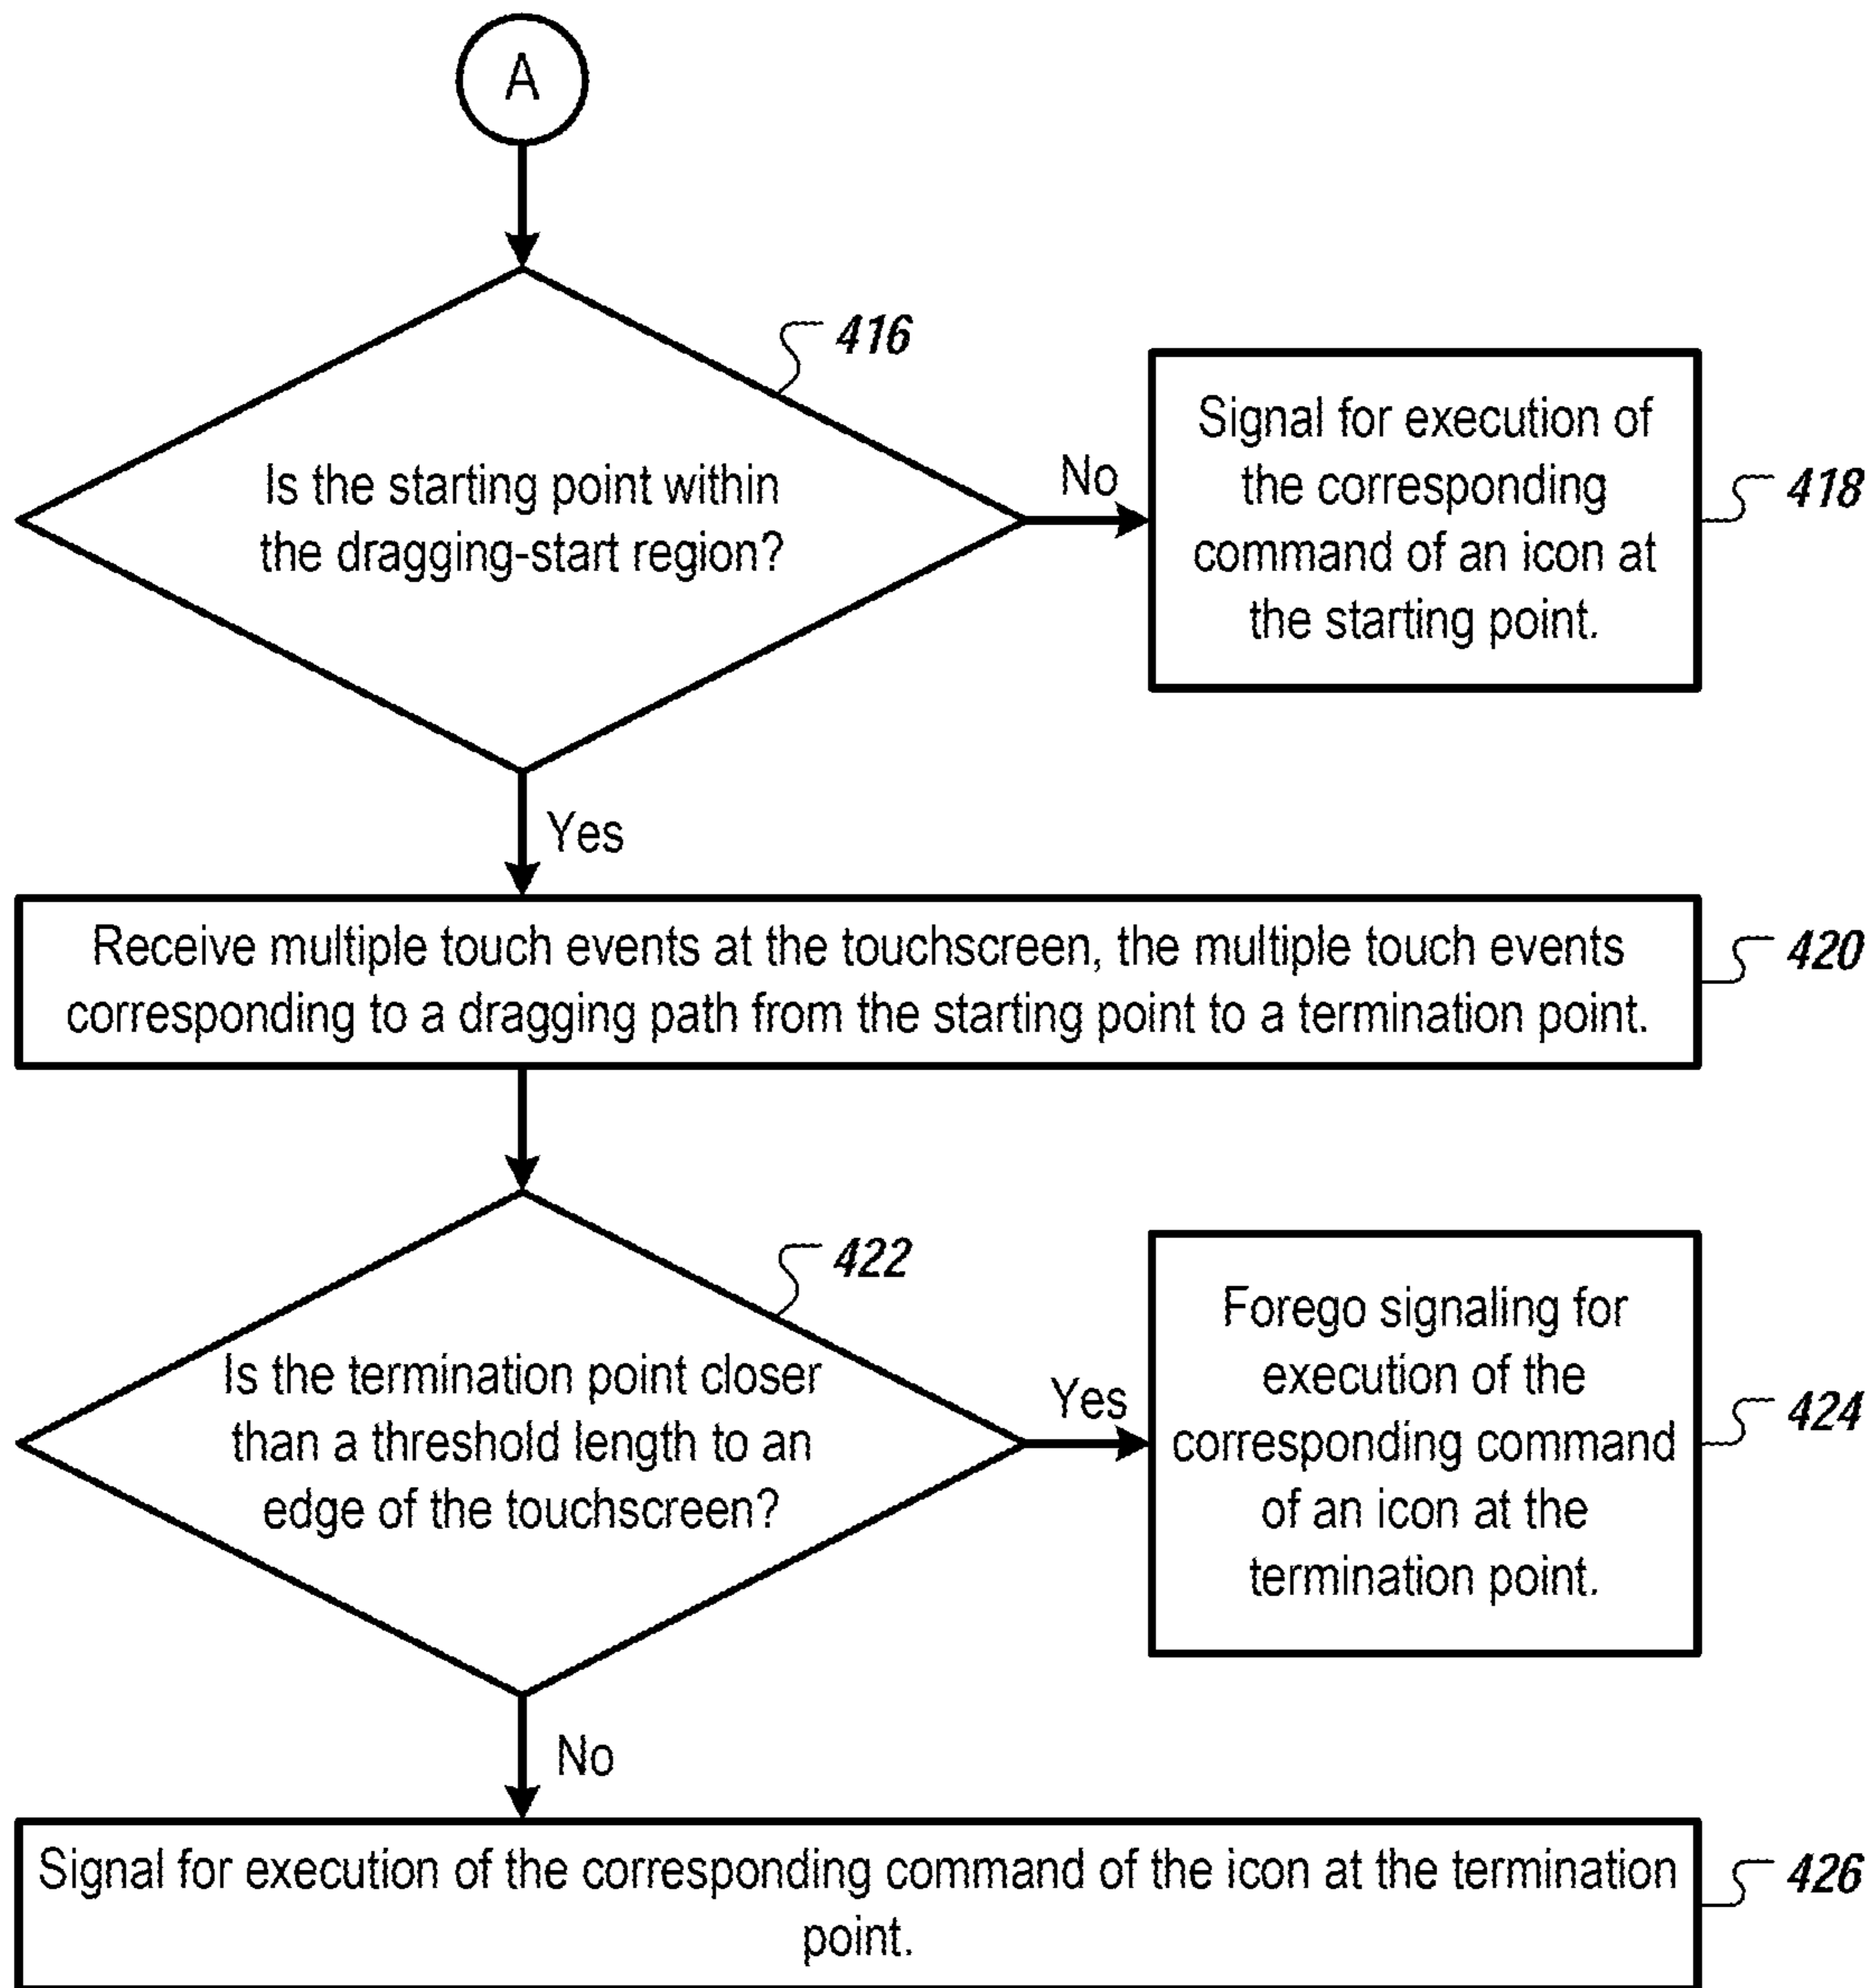 A
416
Is the starting point within
the dragging-start region?
No
Signal for execution of
the corresponding
command of an icon at
the starting point.
418
Yes
Receive multiple touch events at the touchscreen, the multiple touch events
corresponding to a dragging path from the starting point to a termination point.
420
422
Is the termination point closer
than a threshold length to an
edge of the touchscreen?
Yes
Forego signaling for
execution of the
corresponding command
of an icon at the
termination point.
424
No
Signal for execution of the corresponding command of the icon at the termination
point.
426